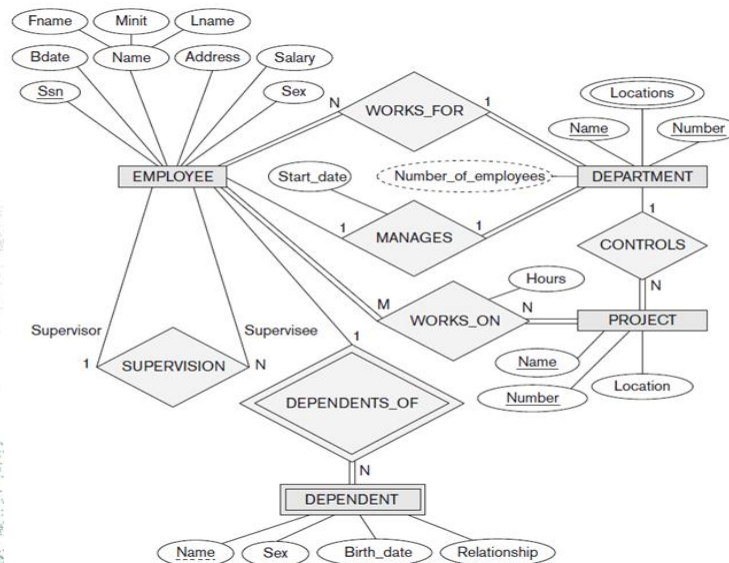 Fname Minit Lname
Bdate Name Address Salary
Ssn Sex
N WORKS_FOR 1
Locations
Name Number
EMPLOYEE Start_date Number_of_employees DEPARTMENT
1 MANAGES 1
1
CONTROLS
N
Hours
M WORKS_ON N PROJECT
Supervisor Supervisee
1 SUPERVISION N
1
Name
Number Location
DEPENDENTS_OF
N
DEPENDENT
Name Sex Birth_date Relationship